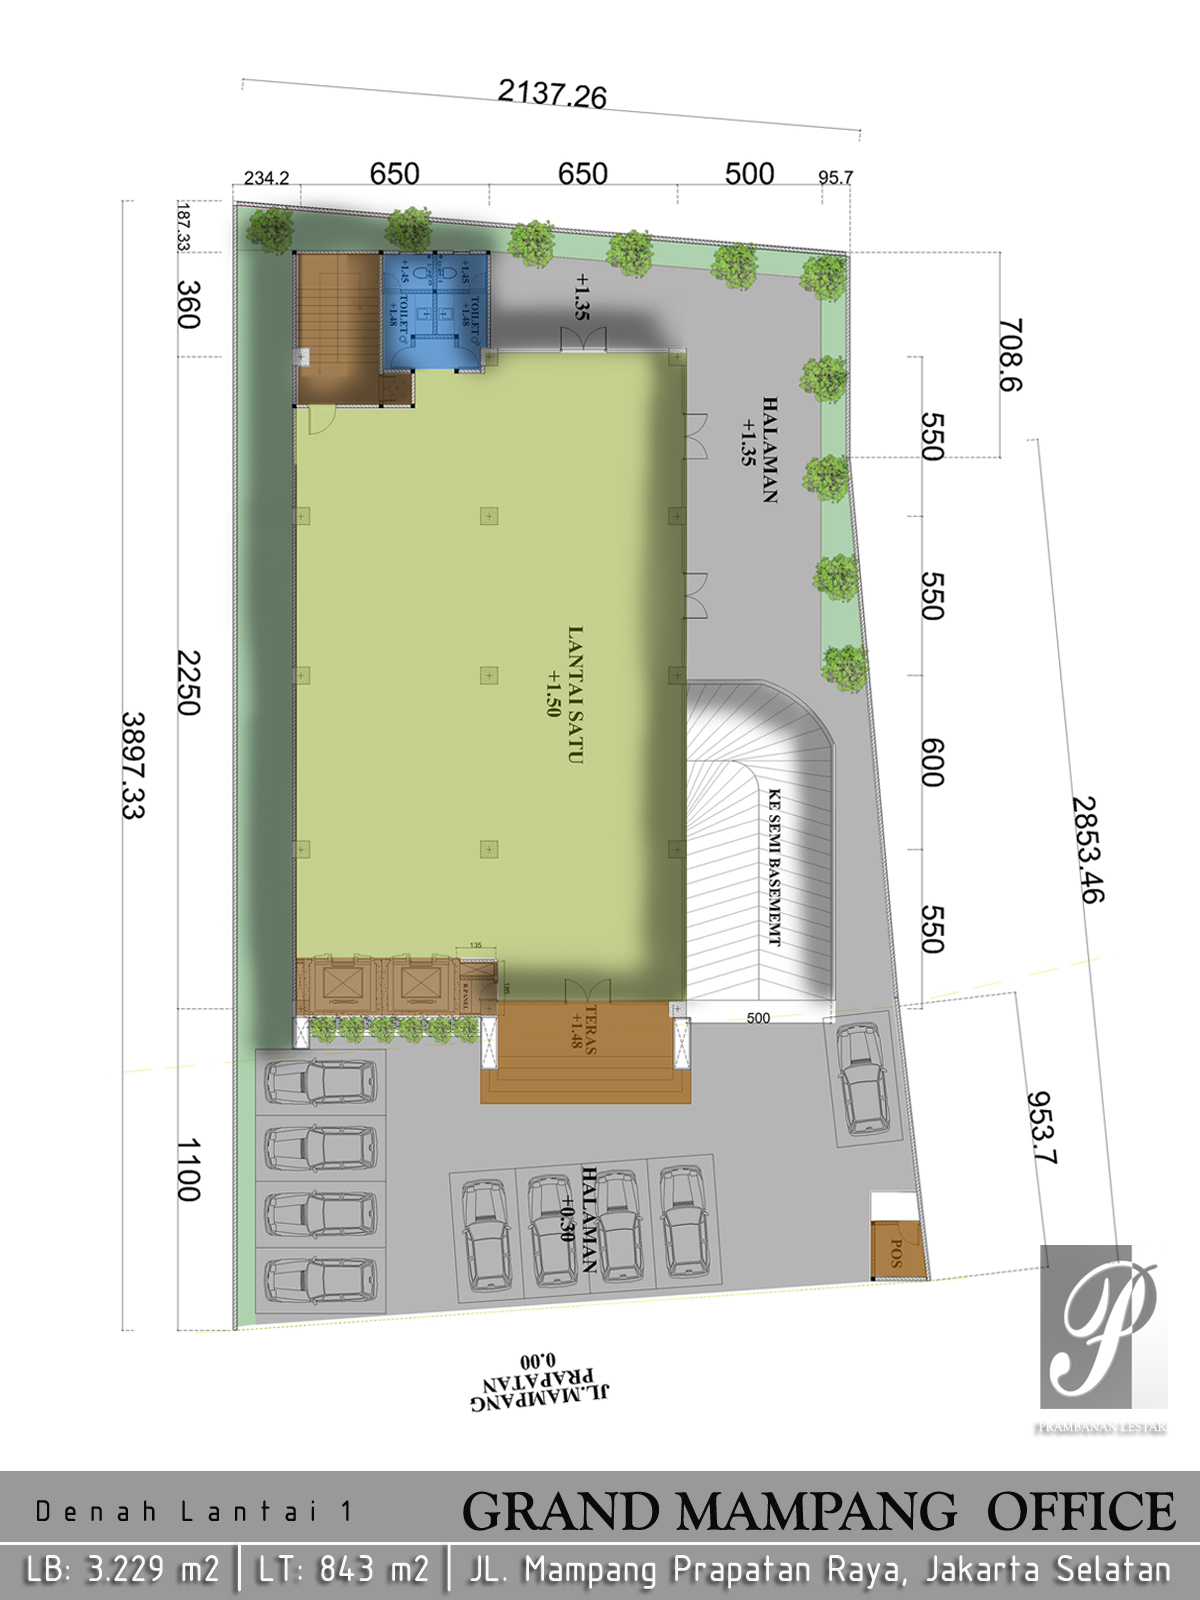 2137.26
234.2
650
650
500
95.7
187.33
360
2250
3897.33
1100
708.6
550
550
600
550
2853.46
953.7
+1.45
+1.45
TOILET
+1.48
TOILET
+1.48
+1.35
HALAMAN
+1.35
LANTAI SATU
+1.50
KE SEMI BASEMEMT
135
185
R.PANEL
TERAS
+1.48
500
HALAMAN
+0.30
POS
JL.MAMPANG
PRAPATAN
0.00
P
PRAMBANAN LESTARI
Denah Lantai 1
GRAND MAMPANG OFFICE
LB: 3.229 m2 | LT: 843 m2 | JL. Mampang Prapatan Raya, Jakarta Selatan